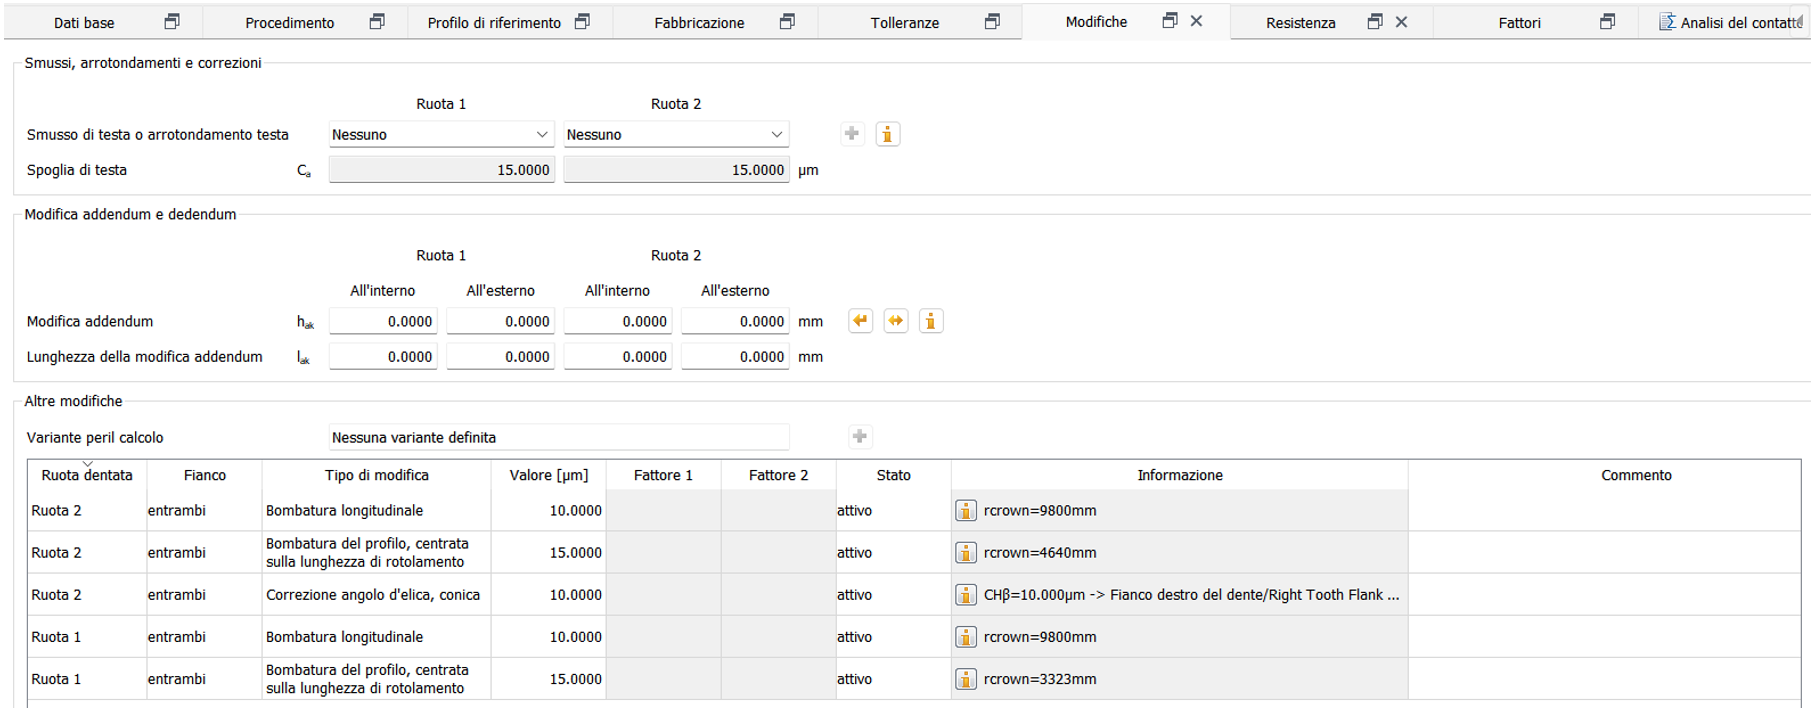 Dati base
Procedimento
Profilo di riferimento
Fabbricazione
Tolleranze
Modifiche
Resistenza
Fattori
Analisi del contatto
Smussi, arrotondamenti e correzioni
Ruota 1 Ruota 2
Smusso di testa o arrotondamento testa Nessuno Nessuno
Spoglia di testa Ca 15.0000 15.0000 µm
Modifica addendum e dedendum
Ruota 1 Ruota 2
All'interno All'esterno All'interno All'esterno
Modifica addendum hak 0.0000 0.0000 0.0000 0.0000 mm
Lunghezza della modifica addendum lak 0.0000 0.0000 0.0000 0.0000 mm
Altre modifiche
Variante peril calcolo Nessuna variante definita
Ruota dentata Fianco Tipo di modifica Valore [µm] Fattore 1 Fattore 2 Stato Informazione Commento
Ruota 2 entrambi Bombatura longitudinale 10.0000 attivo rcrown=9800mm
Ruota 2 entrambi Bombatura del profilo, centrata
sulla lunghezza di rotolamento 15.0000 attivo rcrown=4640mm
Ruota 2 entrambi Correzione angolo d'elica, conica 10.0000 attivo CHβ=10.000µm -> Fianco destro del dente/Right Tooth Flank ...
Ruota 1 entrambi Bombatura longitudinale 10.0000 attivo rcrown=9800mm
Ruota 1 entrambi Bombatura del profilo, centrata
sulla lunghezza di rotolamento 15.0000 attivo rcrown=3323mm